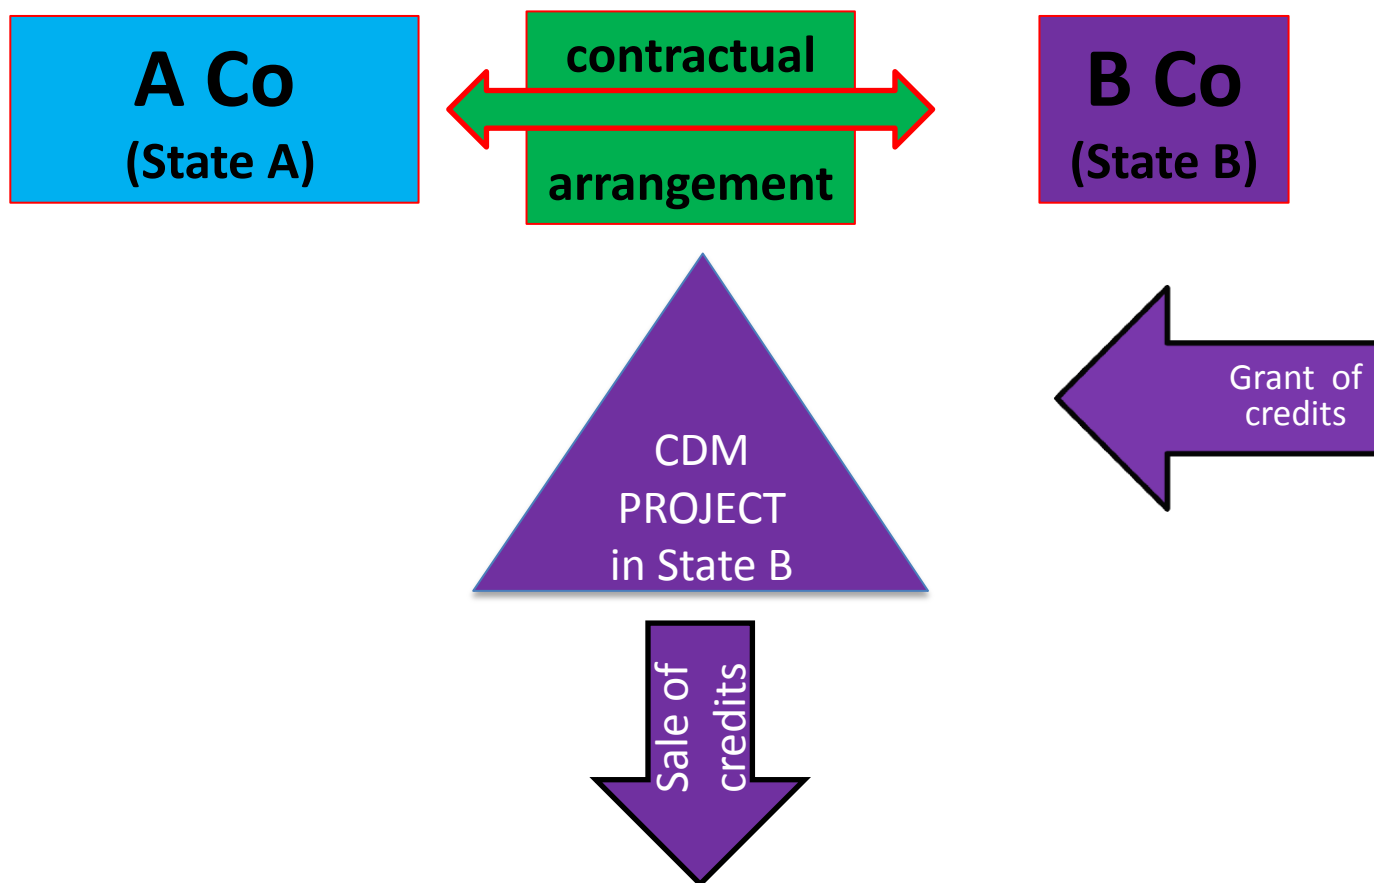 A Co
(State A)
contractual
arrangement
B Co
(State B)
Grant of
credits
CDM
PROJECT
in State B
Sale of
credits